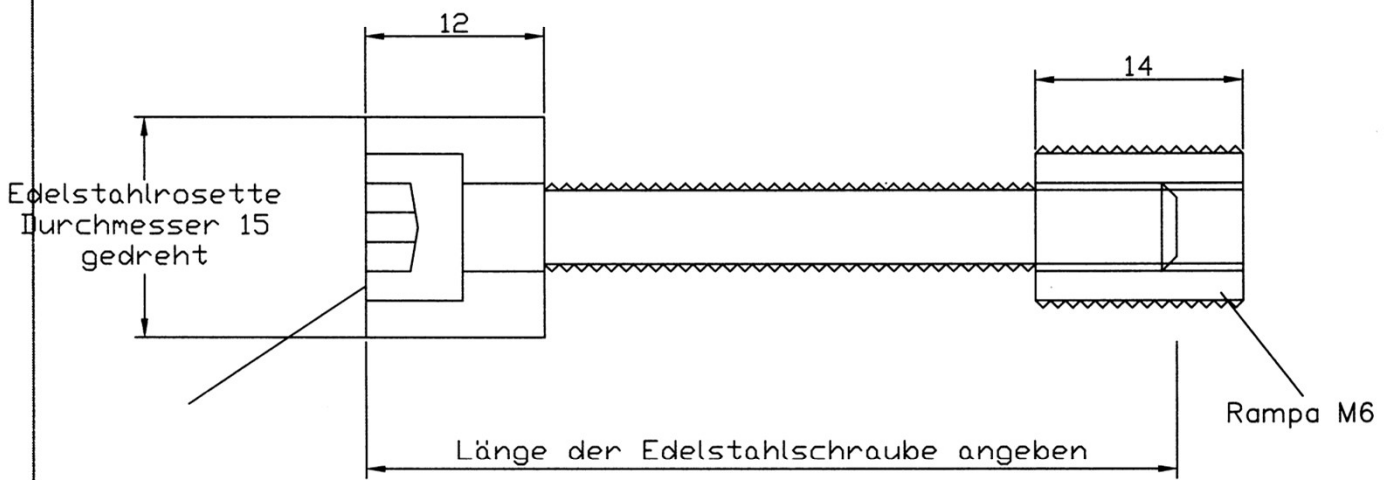 12
14
Edelstahlrosette
Durchmesser 15
gedreht
Rampa M6
Länge der Edelstahlschraube angeben